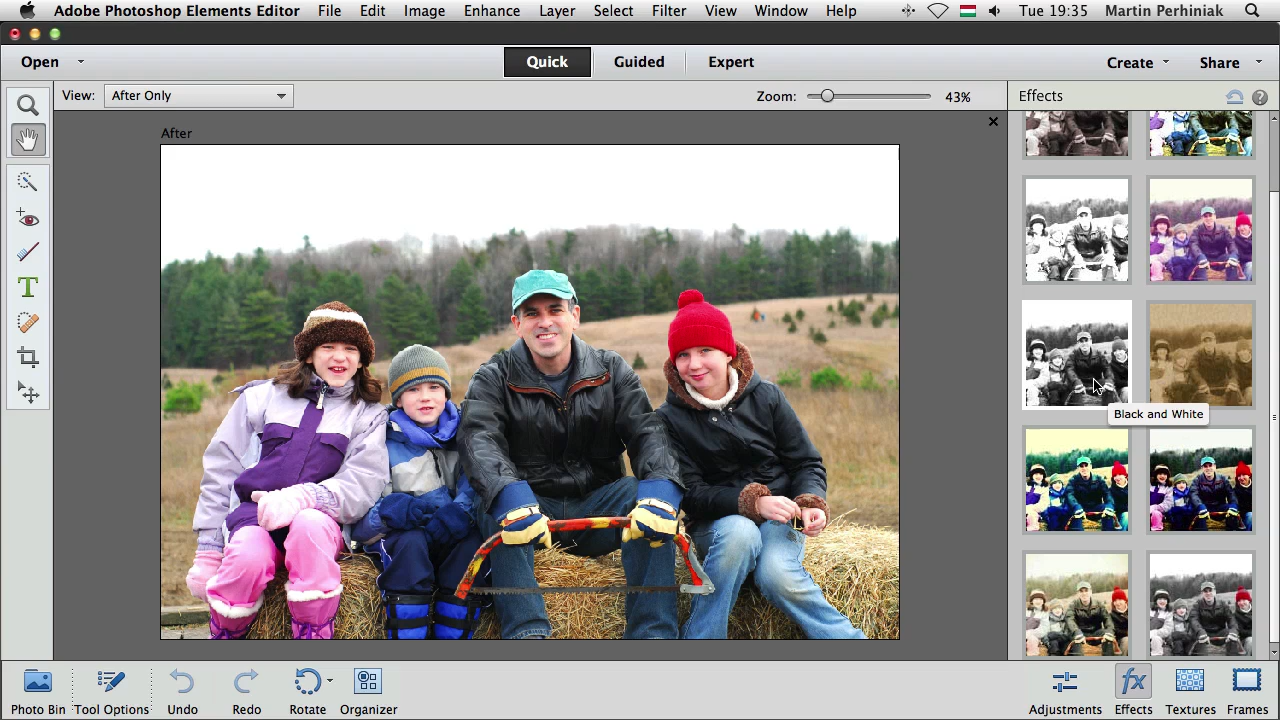 Adobe Photoshop Elements Editor File Edit Image Enhance Layer Select Filter View Window Help Tue 19:35 Martin Perhiniak
Open Quick Guided Expert Create Share
View: After Only Zoom: 43% Effects
After
Black and White
T
fx
Photo Bin Tool Options Undo Redo Rotate Organizer Adjustments Effects Textures Frames